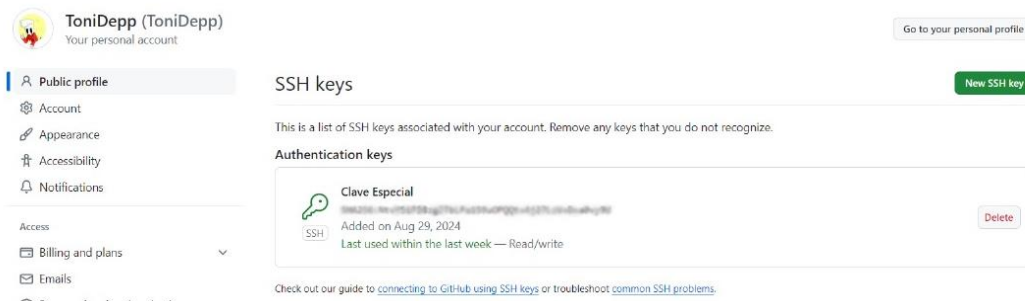 ToniDepp (ToniDepp)
Your personal account
Go to your personal profile
Public profile
Account
Appearance
Accessibility
Notifications
Access
Billing and plans
Emails
SSH keys
New SSH key
This is a list of SSH keys associated with your account. Remove any keys that you do not recognize.
Authentication keys
Clave Especial
SSH
Added on Aug 29, 2024
Last used within the last week — Read/write
Delete
Check out our guide to connecting to GitHub using SSH keys or troubleshoot common SSH problems.